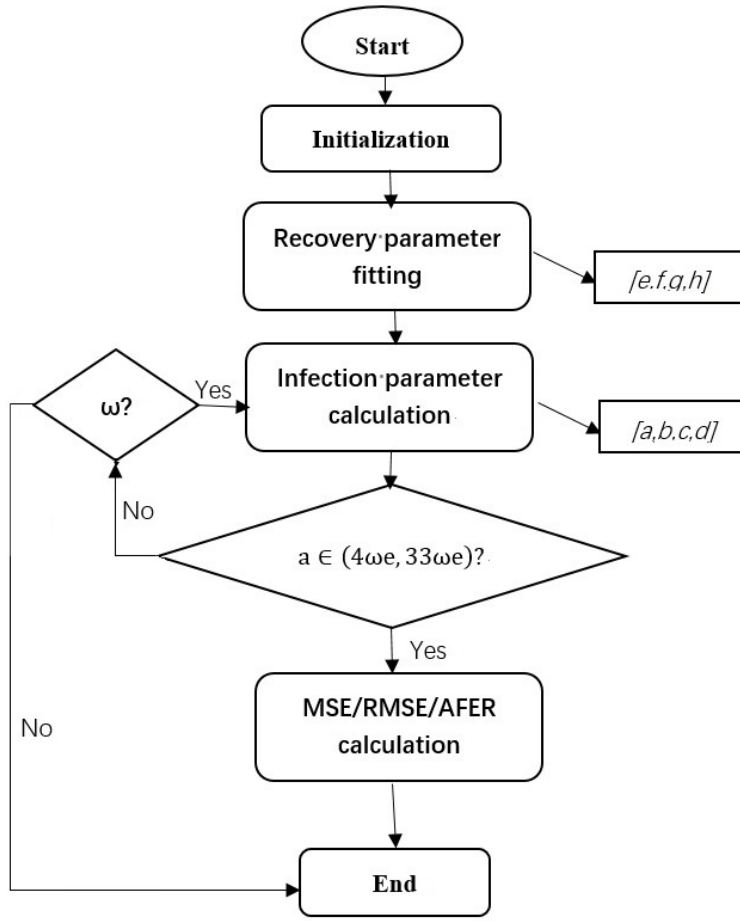 Start
Initialization
Recovery·parameter
fitting
[e.f.g,h]
Infection·parameter
calculation
ω?
Yes
[a,b,c,d]
No
a ∈ (4ωe, 33ωe)?
Yes
MSE/RMSE/AFER
calculation
No
End